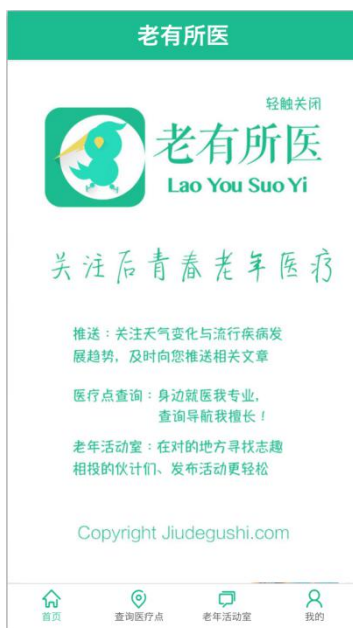 老有所医
轻触关闭
老有所医
Lao You Suo Yi
关注后青春老年医疗
推送：关注天气变化与流行疾病发
展趋势，及时向您推送相关文章
医疗点查询：身边就医我专业，
查询导航我擅长！
老年活动室：在对的地方寻找志趣
相投的伙计们、发布活动更轻松
Copyright Jiudegushi.com
首页 查询医疗点 老年活动室 我的